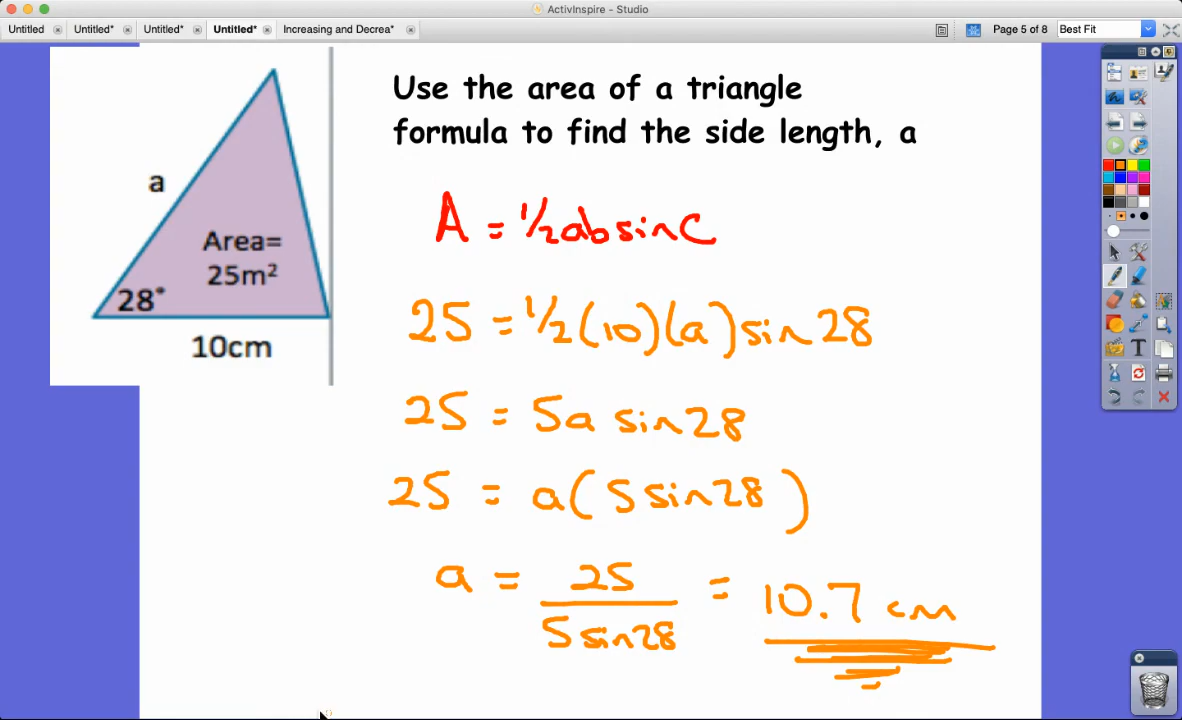 ActivInspire - Studio
Untitled Untitled* Untitled* Untitled* Increasing and Decrea* Page 5 of 8 Best Fit
Use the area of a triangle
formula to find the side length, a
a
Area=
25m²
28°
10cm
A = 1/2absinC
25 = 1/2(10)(a)sin28
25 = 5a sin28
25 = a(5sin28)
a = 25/5sin28 = 10.7cm
T